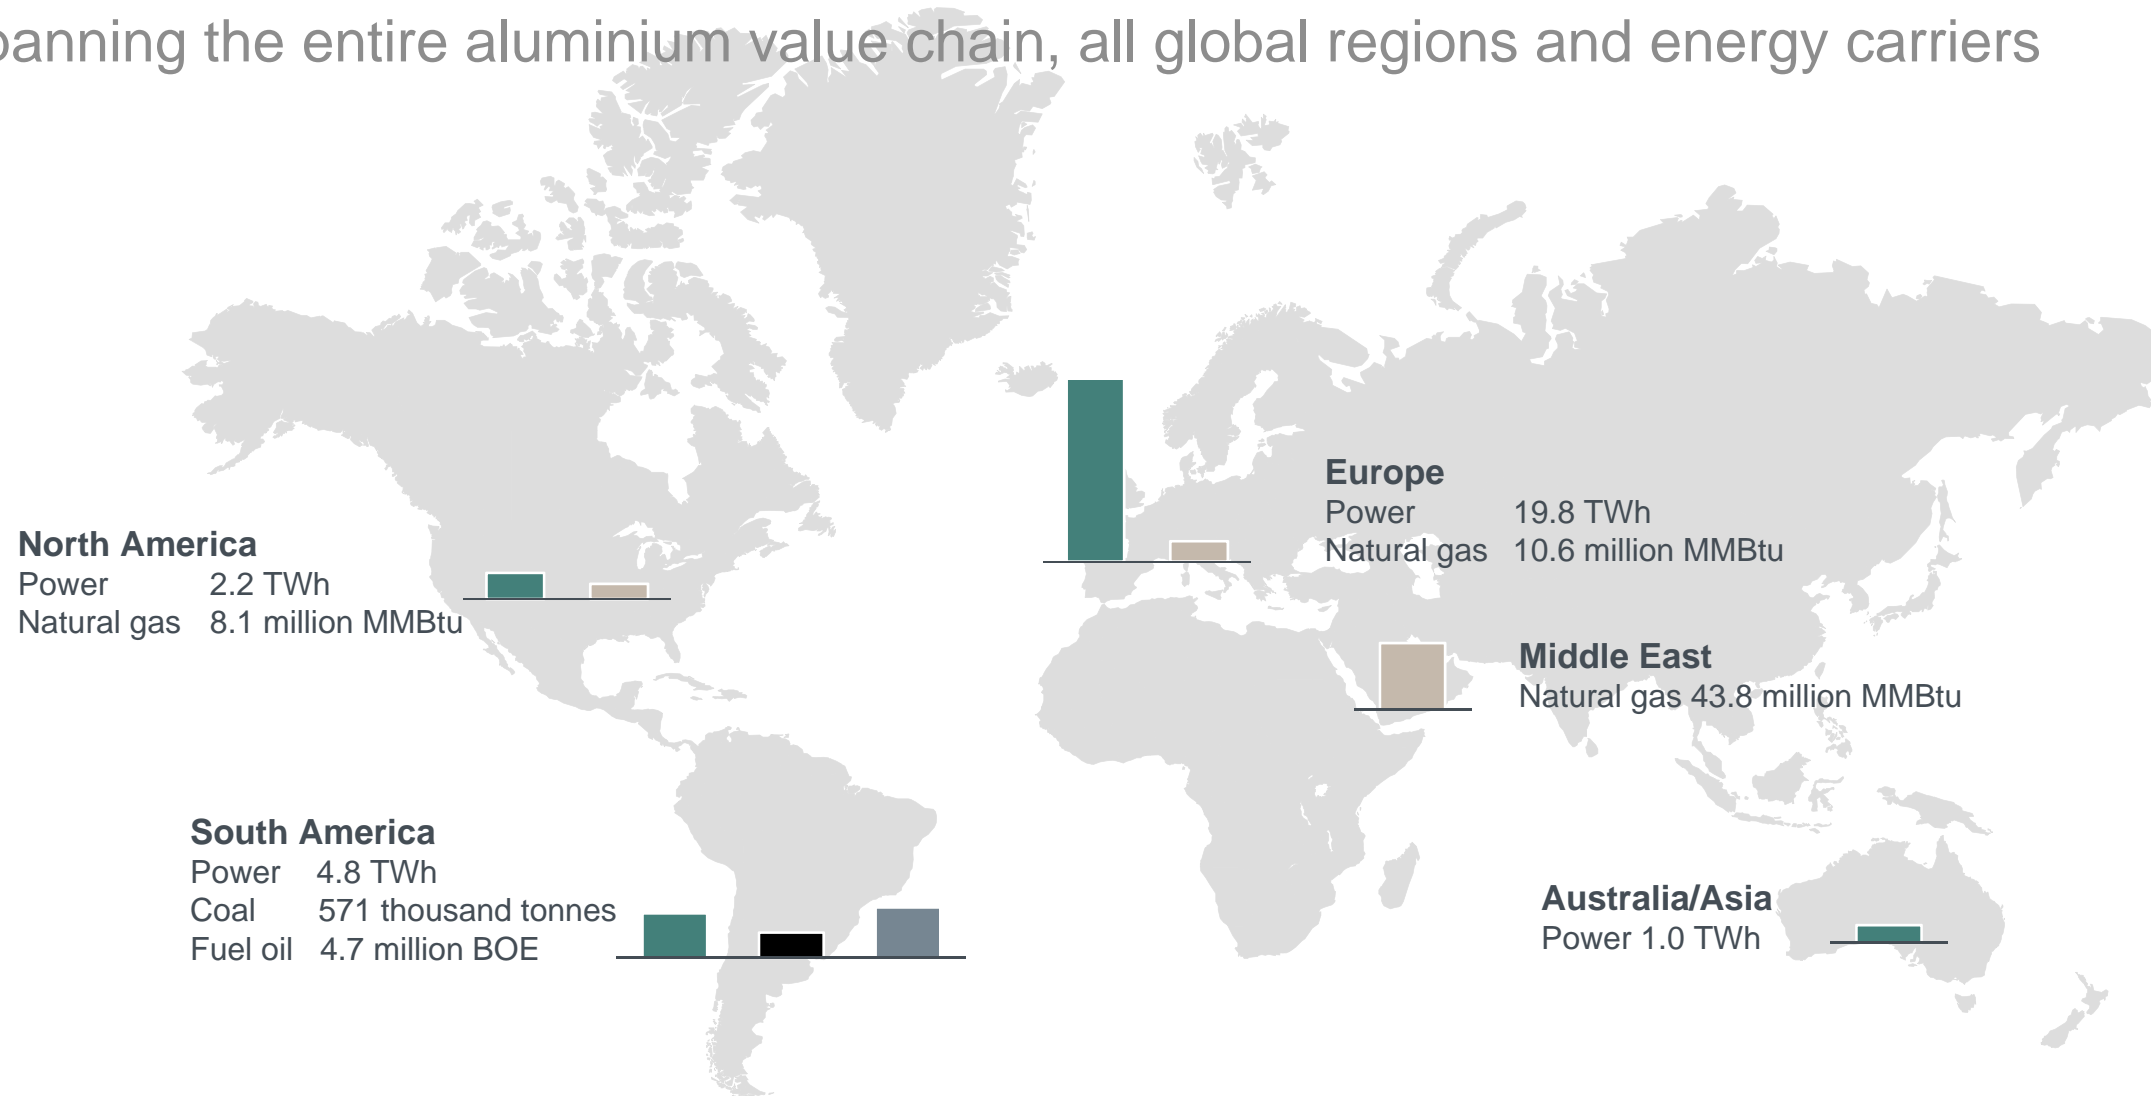 panning the entire aluminium value chain, all global regions and energy carriers
Europe
Power 19.8 TWh
Natural gas 10.6 million MMBtu
North America
Power 2.2 TWh
Natural gas 8.1 million MMBtu
Middle East
Natural gas 43.8 million MMBtu
South America
Power 4.8 TWh
Coal 571 thousand tonnes
Fuel oil 4.7 million BOE
Australia/Asia
Power 1.0 TWh